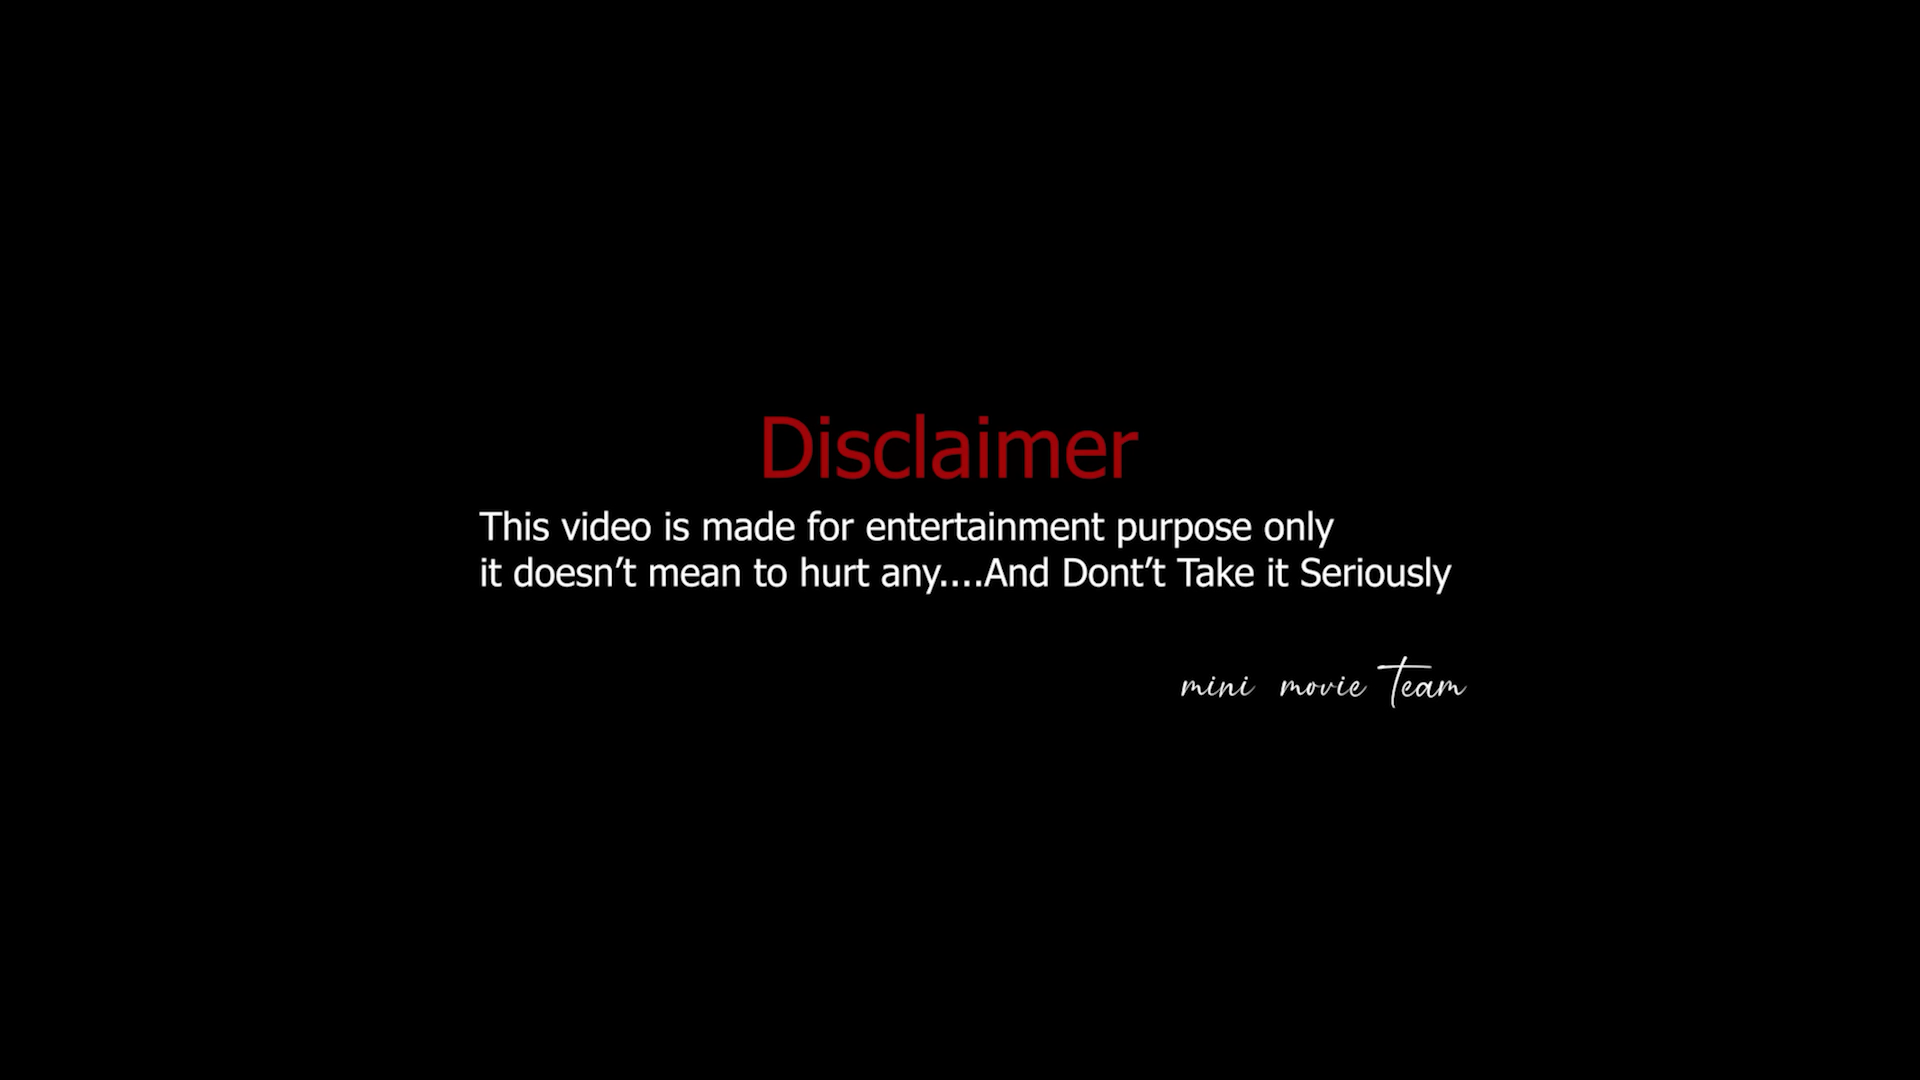 Disclaimer
This video is made for entertainment purpose only
it doesn’t mean to hurt any....And Dont’t Take it Seriously
mini movie Team